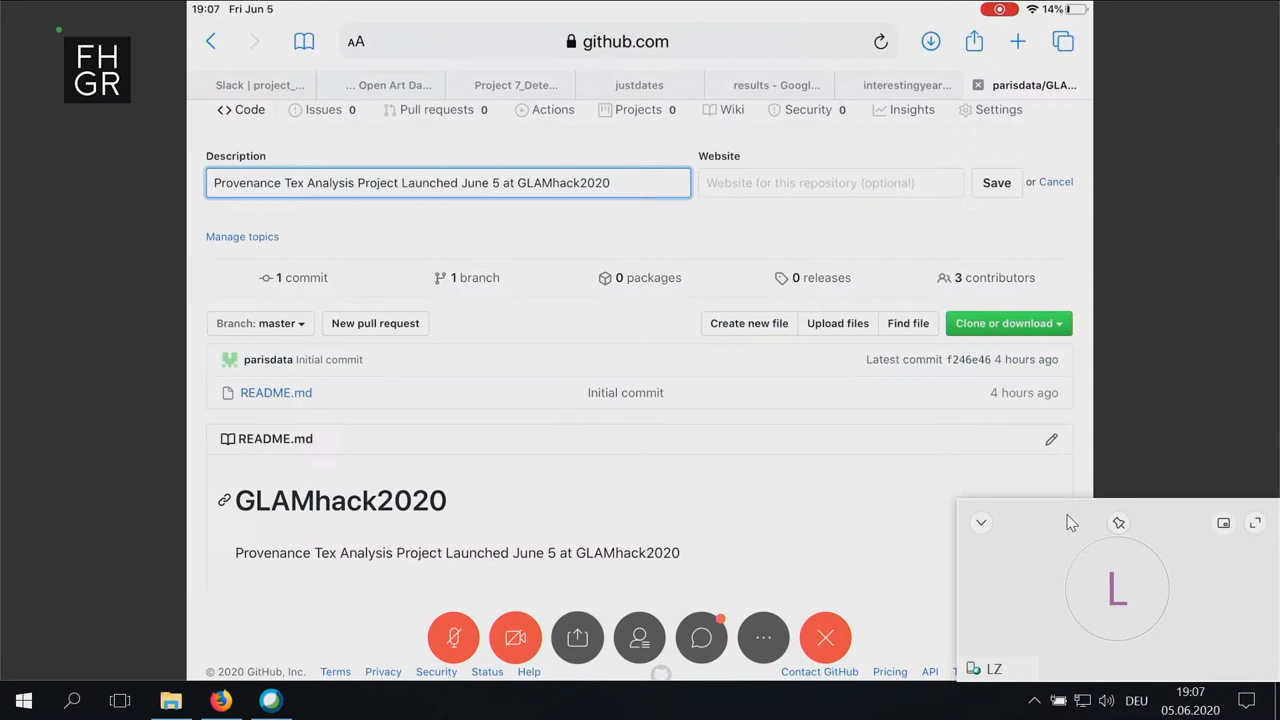 19:07 Fri Jun 5
14%
FH
GR
AA
github.com
Slack | project_...
... Open Art Da...
Project 7_Dete...
justdates
results - Googl...
interestingyear...
parisdata/GLA...
Code
Issues 0
Pull requests 0
Actions
Projects 0
Wiki
Security 0
Insights
Settings
Description
Website
Provenance Tex Analysis Project Launched June 5 at GLAMhack2020
Website for this repository (optional)
Save
or Cancel
Manage topics
1 commit
1 branch
0 packages
0 releases
3 contributors
Branch: master
New pull request
Create new file
Upload files
Find file
Clone or download
parisdata Initial commit
Latest commit f246e46 4 hours ago
README.md
Initial commit
4 hours ago
README.md
GLAMhack2020
Provenance Tex Analysis Project Launched June 5 at GLAMhack2020
L
LZ
© 2020 GitHub, Inc.
Terms
Privacy
Security
Status
Help
Contact GitHub
Pricing
API
DEU
19:07
05.06.2020